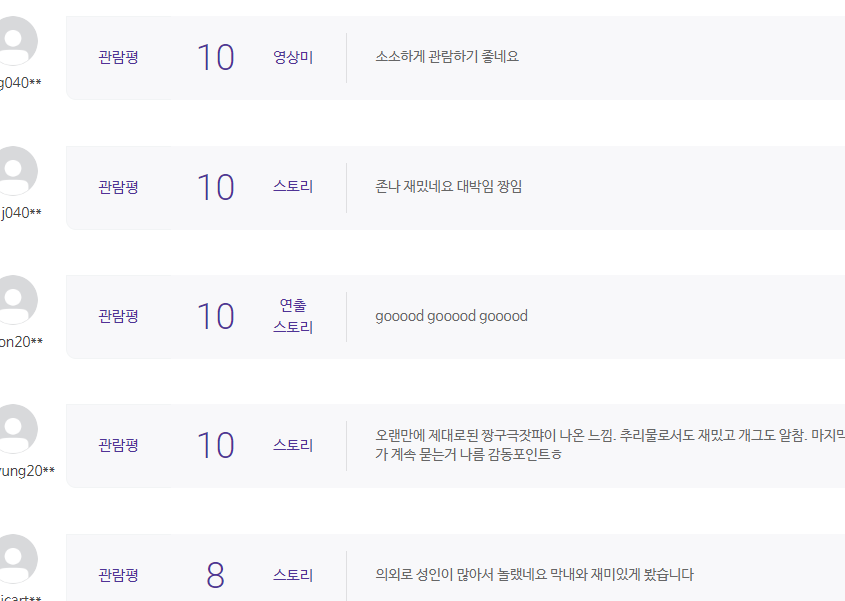 관람평 10 영상미 소소하게 관람하기 좋네요
g040**
관람평 10 스토리 존나 재밌네요 대박임 짱임
j040**
관람평 10 연출 스토리 gooood gooood gooood
on20**
관람평 10 스토리 오랜만에 제대로된 짱구극잣퍄이 나온 느낌. 추리물로서도 재밌고 개그도 알참. 마지막
가 계속 묻는거 나름 감동포인트ㅎ
yung20**
관람평 8 스토리 의외로 성인이 많아서 놀랬네요 막내와 재미있게 봤습니다